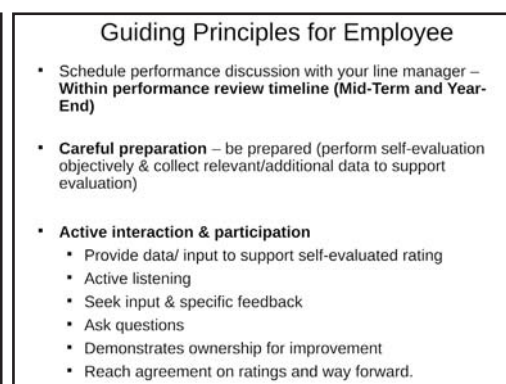 Guiding Principles for Employee
▪ Schedule performance discussion with your line manager –
Within performance review timeline (Mid-Term and Year-
End)
▪ Careful preparation – be prepared (perform self-evaluation
objectively & collect relevant/additional data to support
evaluation)
▪ Active interaction & participation
▪ Provide data/ input to support self-evaluated rating
▪ Active listening
▪ Seek input & specific feedback
▪ Ask questions
▪ Demonstrates ownership for improvement
▪ Reach agreement on ratings and way forward.